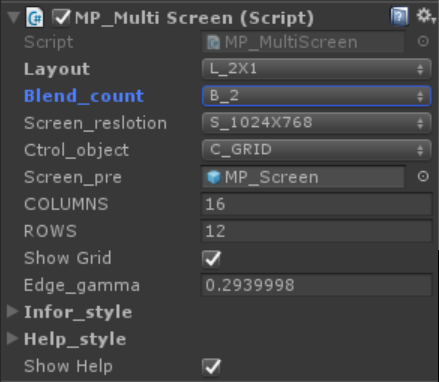 MP_Multi Screen (Script)
Script MP_MultiScreen
Layout L_2X1
Blend_count B_2
Screen_reslotion S_1024X768
Ctrol_object C_GRID
Screen_pre MP_Screen
COLUMNS 16
ROWS 12
Show Grid
Edge_gamma 0.2939998
Infor_style
Help_style
Show Help